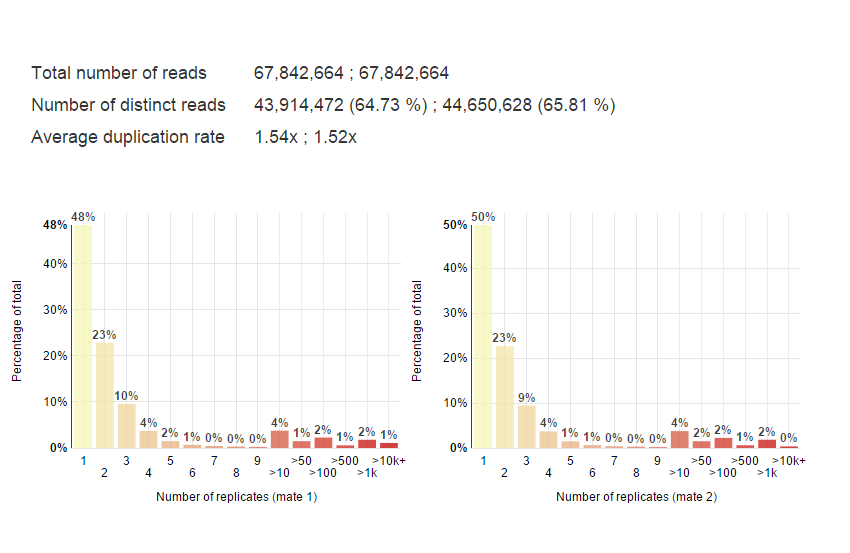 Total number of reads 67,842,664 ; 67,842,664
Number of distinct reads 43,914,472 (64.73 %) ; 44,650,628 (65.81 %)
Average duplication rate 1.54x ; 1.52x
Percentage of total
48%
40%
30%
20%
10%
0%
48% 23% 10% 4% 2% 1% 0% 0% 0% 4% 1% 2% 1% 2% 1%
1 2 3 4 5 6 7 8 9 >10 >50 >100 >500 >1k >10k+
Number of replicates (mate 1)
Percentage of total
50%
40%
30%
20%
10%
0%
50% 23% 9% 4% 1% 1% 0% 0% 0% 4% 2% 2% 1% 2% 0%
1 2 3 4 5 6 7 8 9 >10 >50 >100 >500 >1k >10k+
Number of replicates (mate 2)